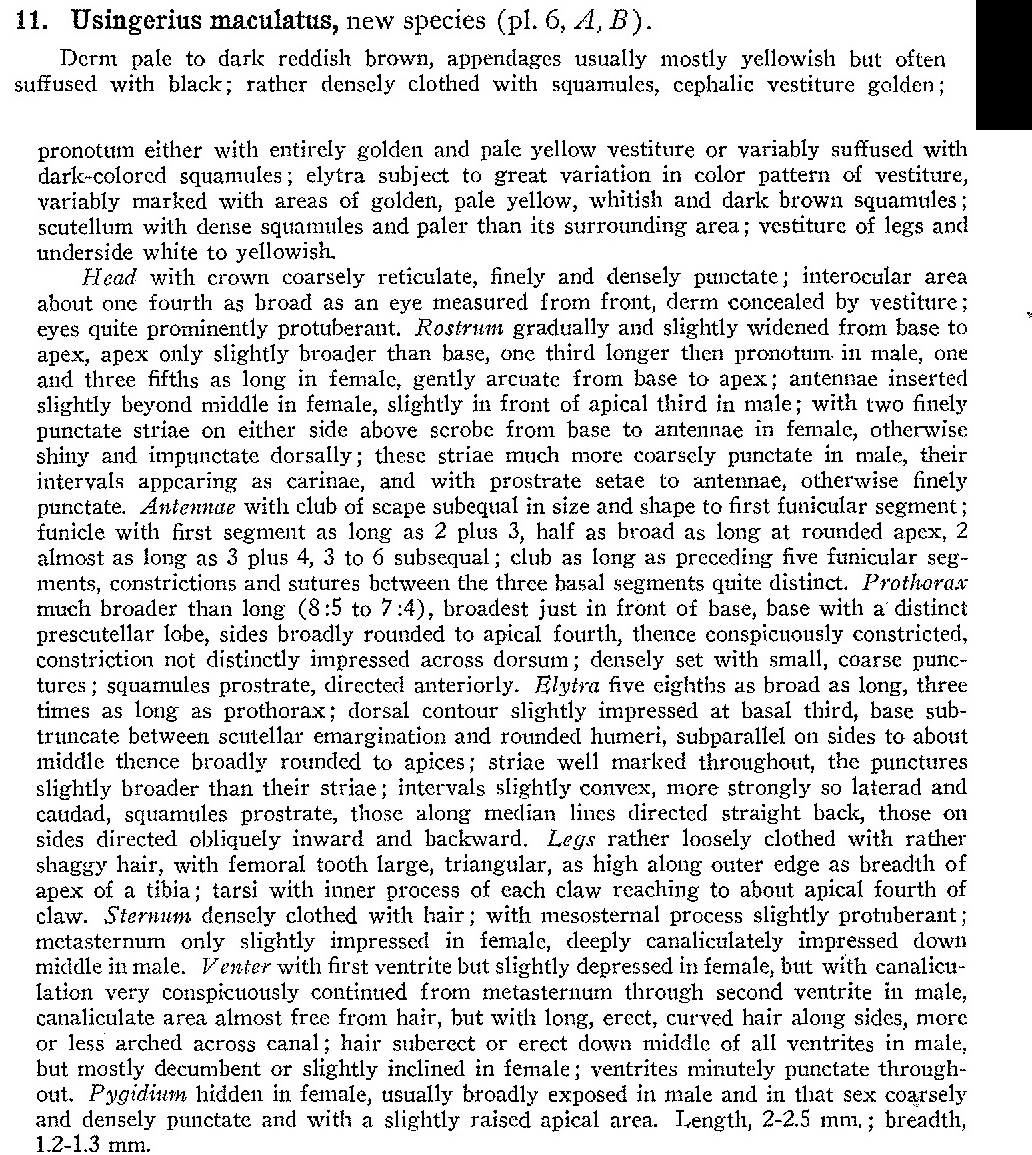 11. Usingerius maculatus, new species (pl. 6, A, B).
Derm pale to dark reddish brown, appendages usually mostly yellowish but often
suffused with black; rather densely clothed with squamules, cephalic vestiture golden;
pronotum either with entirely golden and pale yellow vestiture or variably suffused with
dark-colored squamules; elytra subject to great variation in color pattern of vestiture,
variably marked with areas of golden, pale yellow, whitish and dark brown squamules;
scutellum with dense squamules and paler than its surrounding area; vestiture of legs and
underside white to yellowish.
Head with crown coarsely reticulate, finely and densely punctate; interocular area
about one fourth as broad as an eye measured from front, derm concealed by vestiture;
eyes quite prominently protuberant. Rostrum gradually and slightly widened from base to
apex, apex only slightly broader than base, one third longer then pronotum in male, one
and three fifths as long in female, gently arcuate from base to apex; antennae inserted
slightly beyond middle in female, slightly in front of apical third in male; with two finely
punctate striae on either side above scrobe from base to antennae in female, otherwise
shiny and impunctate dorsally; these striae much more coarsely punctate in male, their
intervals appearing as carinae, and with prostrate setae to antennae, otherwise finely
punctate. Antennae with club of scape subequal in size and shape to first funicular segment;
funicle with first segment as long as 2 plus 3, half as broad as long at rounded apex, 2
almost as long as 3 plus 4, 3 to 6 subsequal; club as long as preceding five funicular seg-
ments, constrictions and sutures between the three basal segments quite distinct. Prothorax
much broader than long (8:5 to 7:4), broadest just in front of base, base with a distinct
prescutellar lobe, sides broadly rounded to apical fourth, thence conspicuously constricted,
constriction not distinctly impressed across dorsum; densely set with small, coarse punc-
tures; squamules prostrate, directed anteriorly. Elytra five eighths as broad as long, three
times as long as prothorax; dorsal contour slightly impressed at basal third, base sub-
truncate between scutellar emargination and rounded humeri, subparallel on sides to about
middle thence broadly rounded to apices; striae well marked throughout, the punctures
slightly broader than their striae; intervals slightly convex, more strongly so laterad and
caudad, squamules prostrate, those along median lines directed straight back, those on
sides directed obliquely inward and backward. Legs rather loosely clothed with rather
shaggy hair, with femoral tooth large, triangular, as high along outer edge as breadth of
apex of a tibia; tarsi with inner process of each claw reaching to about apical fourth of
claw. Sternum densely clothed with hair; with mesosternal process slightly protuberant;
metasternum only slightly impressed in female, deeply canaliculately impressed down
middle in male. Venter with first ventrite but slightly depressed in female, but with canalicu-
lation very conspicuously continued from metasternum through second ventrite in male,
canaliculate area almost free from hair, but with long, erect, curved hair along sides, more
or less arched across canal; hair suberect or erect down middle of all ventrites in male,
but mostly decumbent or slightly inclined in female; ventrites minutely punctate through-
out. Pygidium hidden in female, usually broadly exposed in male and in that sex coarsely
and densely punctate and with a slightly raised apical area. Length, 2-2.5 mm.; breadth,
1.2-1.3 mm.